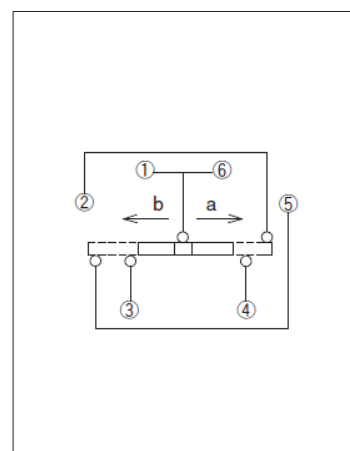 ① ⑥
② ⑤
b a
③ ④